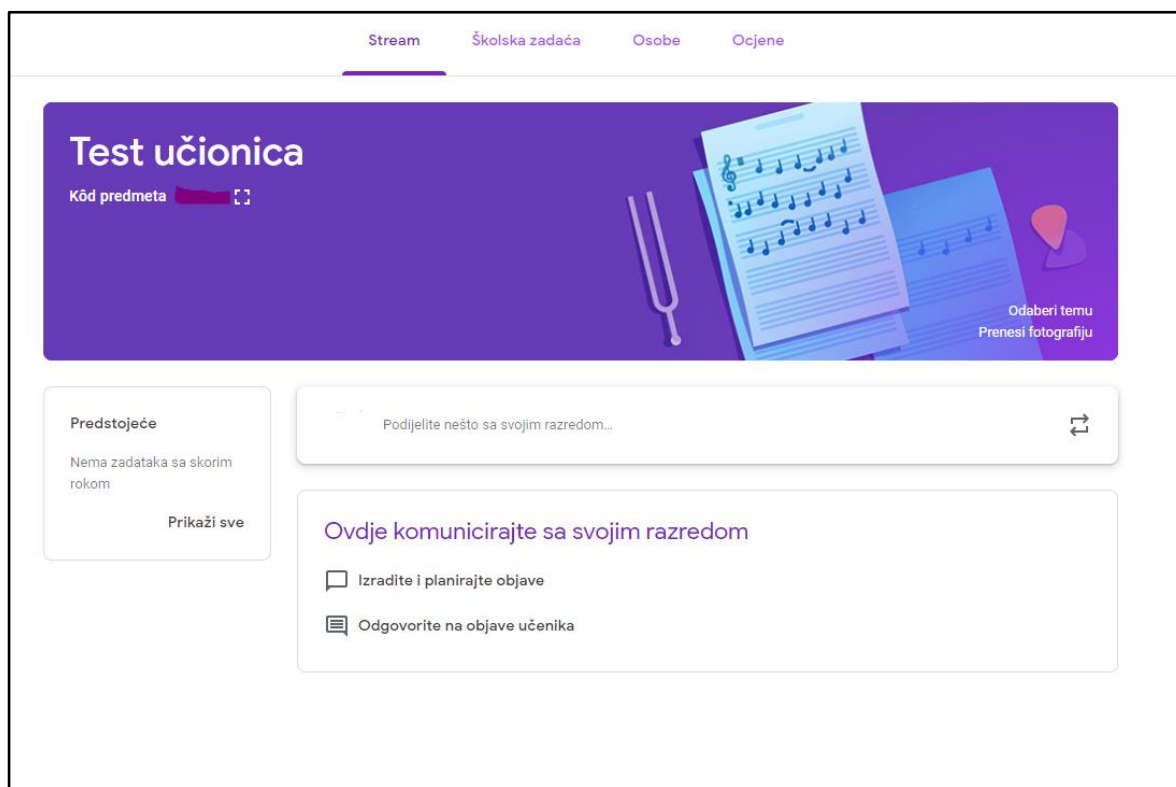 Stream Školska zadaća Osobe Ocjene
Test učionica
Kôd predmeta
Odaberi temu
Prenesi fotografiju
Predstojeće
Nema zadataka sa skorim
rokom
Prikaži sve
Podijelite nešto sa svojim razredom...
Ovdje komunicirajte sa svojim razredom
Izradite i planirajte objave
Odgovorite na objave učenika